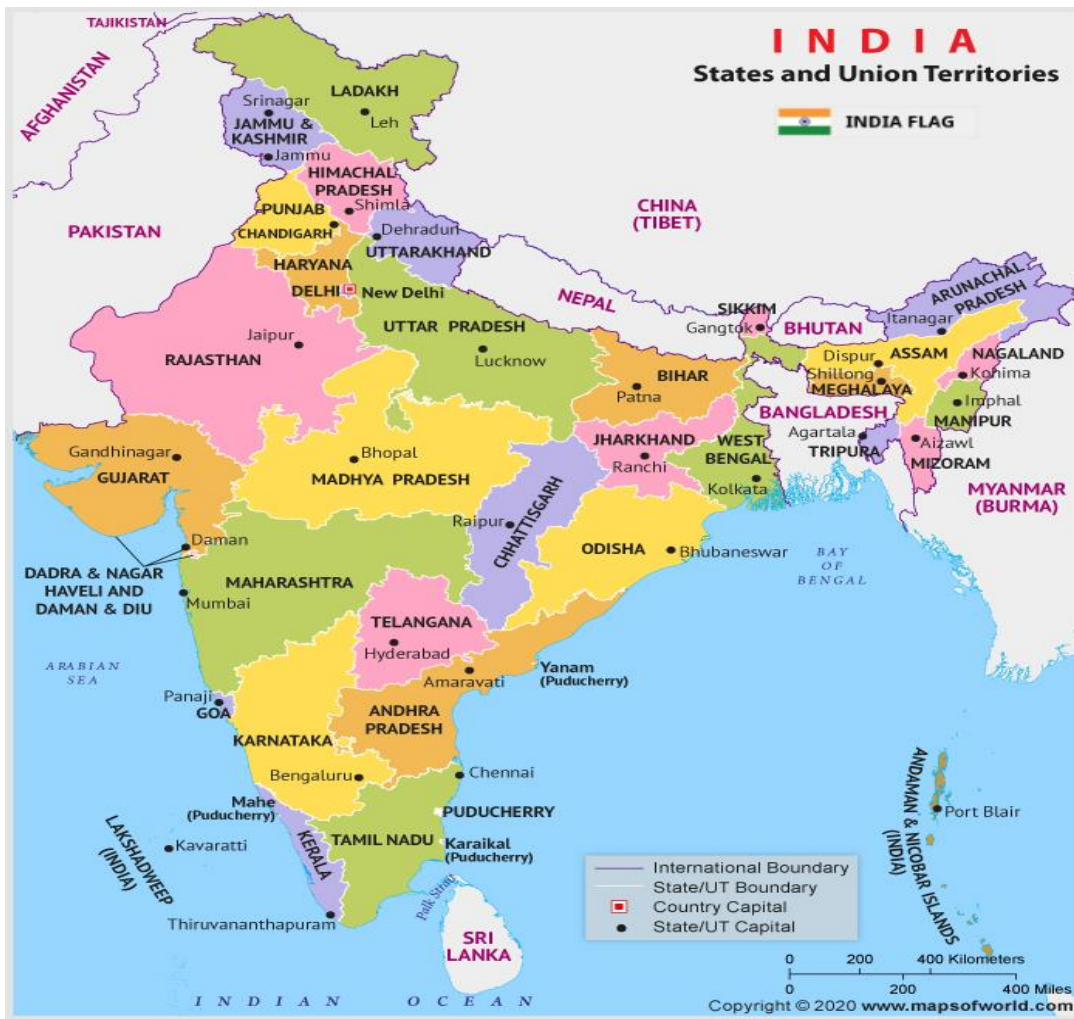 INDIA
States and Union Territories
INDIA FLAG
TAJIKISTAN
AFGHANISTAN
PAKISTAN
CHINA
(TIBET)
NEPAL
BHUTAN
BANGLADESH
MYANMAR
(BURMA)
SRI
LANKA
LADAKH
Leh
Srinagar
JAMMU &
KASHMIR
Jammu
HIMACHAL
PRADESH
Shimla
PUNJAB
CHANDIGARH
Dehradun
UTTARAKHAND
HARYANA
DELHI
New Delhi
UTTAR PRADESH
Lucknow
Jaipur
RAJASTHAN
BIHAR
Patna
SIKKIM
Gangtok
ARUNACHAL
PRADESH
Itanagar
Dispur
ASSAM
Shillong
MEGHALAYA
NAGALAND
Kohima
Imphal
MANIPUR
Agartala
TRIPURA
Aizawl
MIZORAM
JHARKHAND
Ranchi
WEST
BENGAL
Kolkata
Gandhinagar
GUJARAT
Bhopal
MADHYA PRADESH
Raipur
CHHATTISGARH
ODISHA
Bhubaneswar
BAY
OF
BENGAL
Daman
DADRA & NAGAR
HAVELI AND
DAMAN & DIU
MAHARASHTRA
Mumbai
TELANGANA
Hyderabad
ARABIAN
SEA
Amaravati
Yanam
(Puducherry)
Panaji
GOA
ANDHRA
PRADESH
KARNATAKA
Bengaluru
Chennai
Mahe
(Puducherry)
PUDUCHERRY
TAMIL NADU
Karaikal
(Puducherry)
KERALA
LAKSHADWEEP
(INDIA)
Kavaratti
Thiruvananthapuram
Palk Strait
ANDAMAN & NICOBAR ISLANDS
(INDIA)
Port Blair
INDIAN OCEAN
International Boundary
State/UT Boundary
Country Capital
State/UT Capital
0 200 400 Kilometers
0 200 400 Miles
Copyright © 2020 www.mapsofworld.com